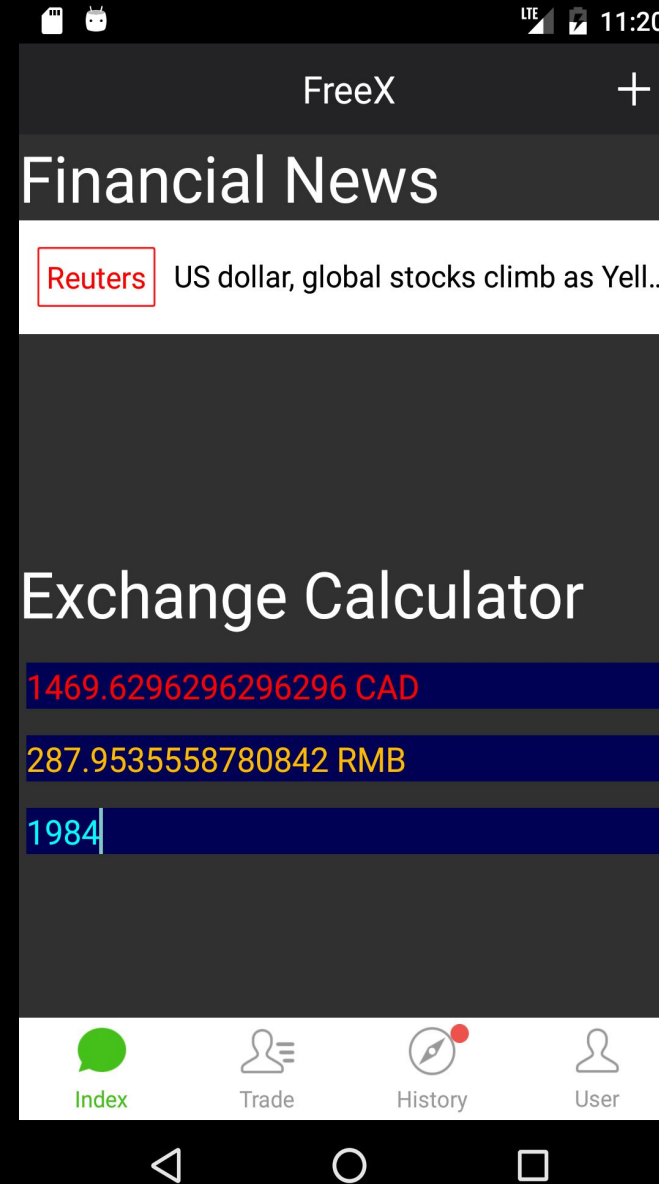 LTE 11:20
FreeX +
Financial News
Reuters US dollar, global stocks climb as Yell...
Exchange Calculator
1469.6296296296296 CAD
287.9535558780842 RMB
1984
Index Trade History User